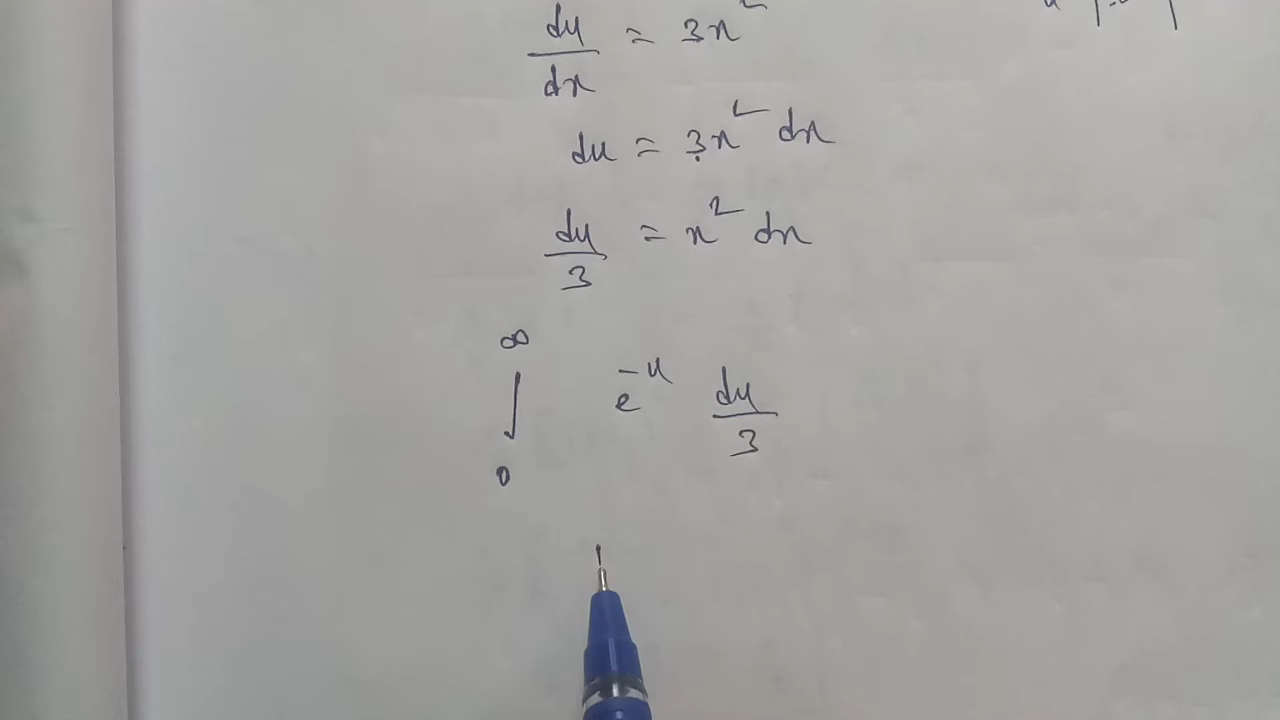 du/dx = 3x²
du = 3x² dx
du/3 = x² dx
∫₀^∞ e^(-u) du/3